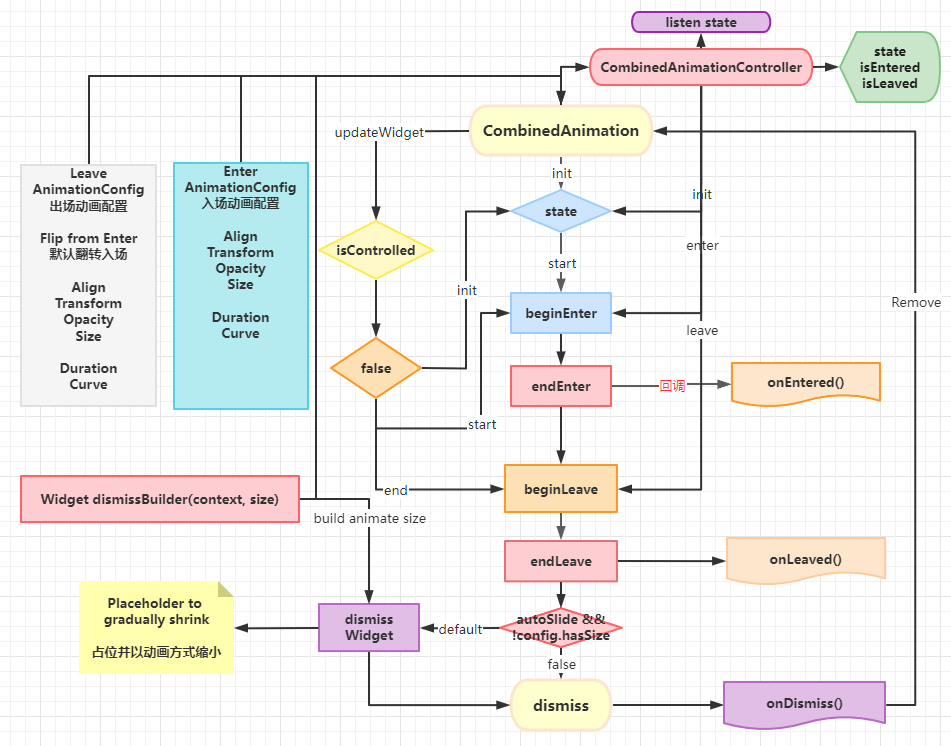 listen state
CombinedAnimationController
state
isEntered
isLeaved
CombinedAnimation
updateWidget
init
Leave
AnimationConfig
出场动画配置
Flip from Enter
默认翻转入场
Align
Transform
Opacity
Size
Duration
Curve
Enter
AnimationConfig
入场动画配置
Align
Transform
Opacity
Size
Duration
Curve
isControlled
state
init
enter
start
init
Remove
beginEnter
leave
false
endEnter
回调
onEntered()
start
end
beginLeave
Widget dismissBuilder(context, size)
build animate size
endLeave
onLeaved()
Placeholder to
gradually shrink
占位并以动画方式缩小
dismiss
Widget
default
autoSlide &&
!config.hasSize
false
dismiss
onDismiss()